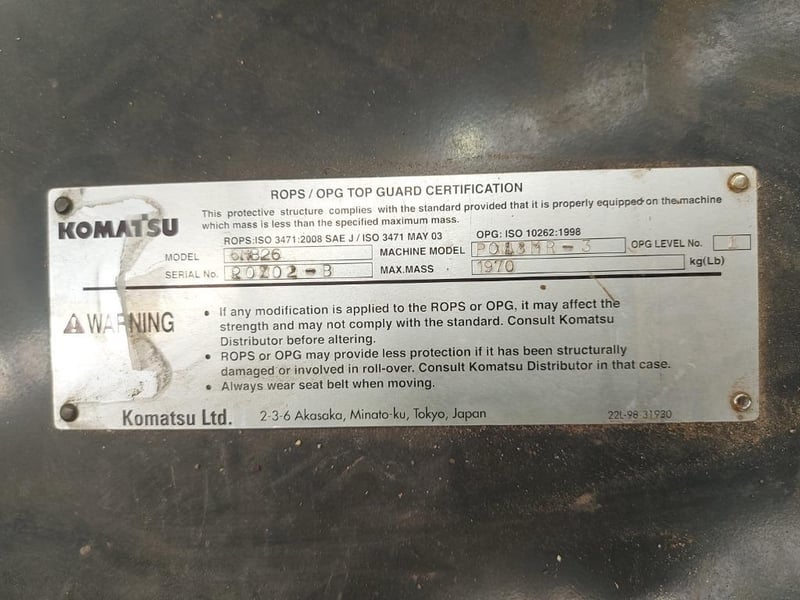 ROPS / OPG TOP GUARD CERTIFICATION
KOMATSU
This protective structure complies with the standard provided that it is properly equipped on the machine
which mass is less than the specified maximum mass.
ROPS:ISO 3471:2008 SAE J / ISO 3471 MAY 03 OPG: ISO 10262:1998
MODEL MACHINE MODEL OPG LEVEL No. 1
SERIAL No. R0202-B MAX.MASS 1970 kg(Lb)
WARNING
• If any modification is applied to the ROPS or OPG, it may affect the
strength and may not comply with the standard. Consult Komatsu
Distributor before altering.
• ROPS or OPG may provide less protection if it has been structurally
damaged or involved in roll-over. Consult Komatsu Distributor in that case.
• Always wear seat belt when moving.
Komatsu Ltd. 2-3-6 Akasaka, Minato-ku, Tokyo, Japan 22L-98-31930